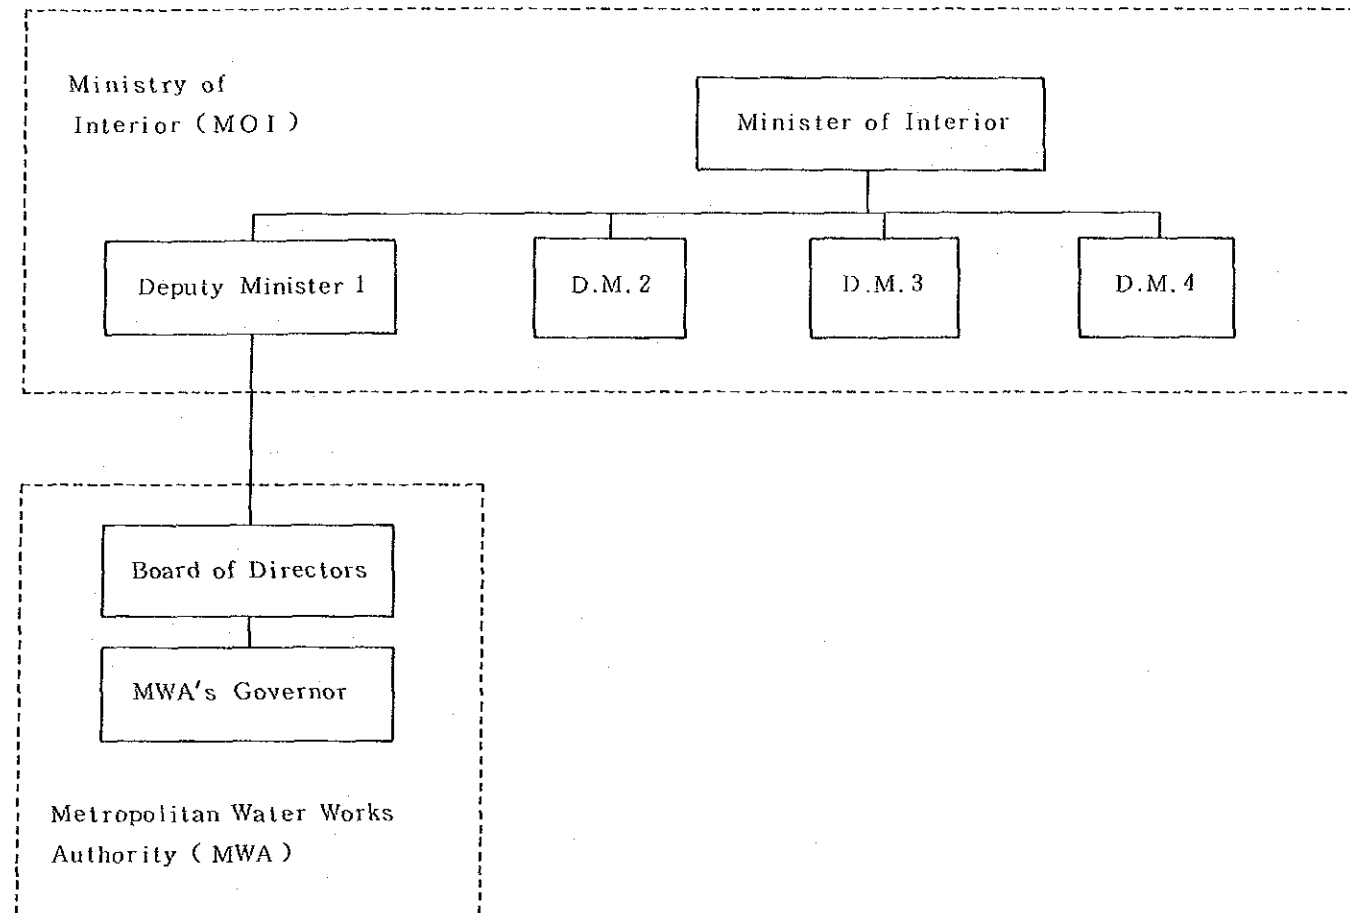 Ministry of
Interior (MOI)
Minister of Interior
Deputy Minister 1
D.M.2
D.M.3
D.M.4
Board of Directors
MWA's Governor
Metropolitan Water Works
Authority (MWA)